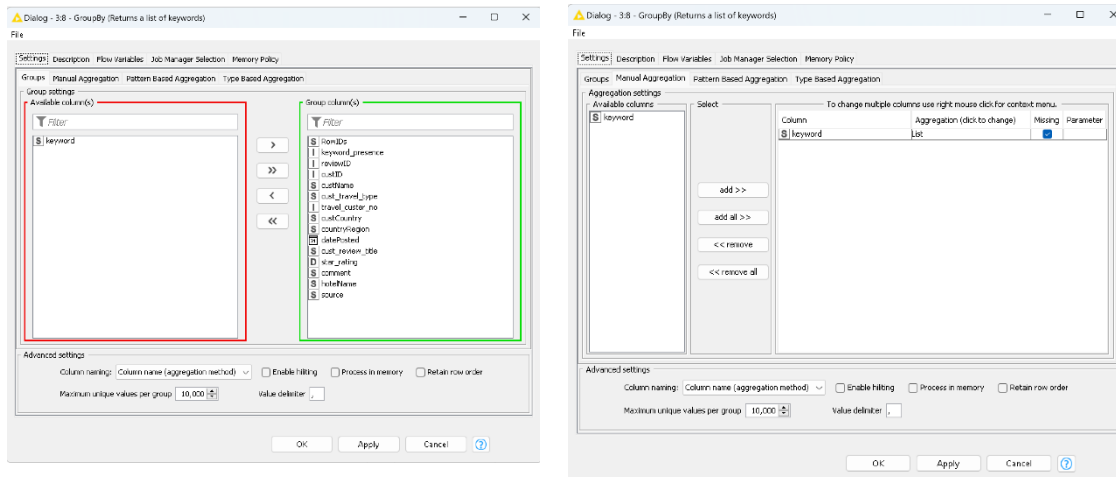 Dialog - 3:8 - GroupBy (Returns a list of keywords)
File
Settings Description Flow Variables Job Manager Selection Memory Policy
Groups Manual Aggregation Pattern Based Aggregation Type Based Aggregation
Group settings
Available column(s)
Filter
S keyword
>
>>
<
<<
Group column(s)
Filter
S RowIDs
I keyword_presence
I reviewID
I custID
S custName
S cust_travel_type
I travel_custer_no
S custCountry
S countryRegion
datePosted
S cust_review_title
D star_rating
S comment
S hotelName
S source
Advanced settings
Column naming: Column name (aggregation method) Enable hiliting Process in memory Retain row order
Maximum unique values per group 10,000 Value delimiter ,
OK Apply Cancel ?
Dialog - 3:8 - GroupBy (Returns a list of keywords)
File
Settings Description Flow Variables Job Manager Selection Memory Policy
Groups Manual Aggregation Pattern Based Aggregation Type Based Aggregation
Aggregation settings
Available columns
S keyword
Select
add >>
add all >>
<< remove
<< remove all
To change multiple columns use right mouse click for context menu.
Column Aggregation (click to change) Missing Parameter
S keyword List
Advanced settings
Column naming: Column name (aggregation method) Enable hiliting Process in memory Retain row order
Maximum unique values per group 10,000 Value delimiter ,
OK Apply Cancel ?